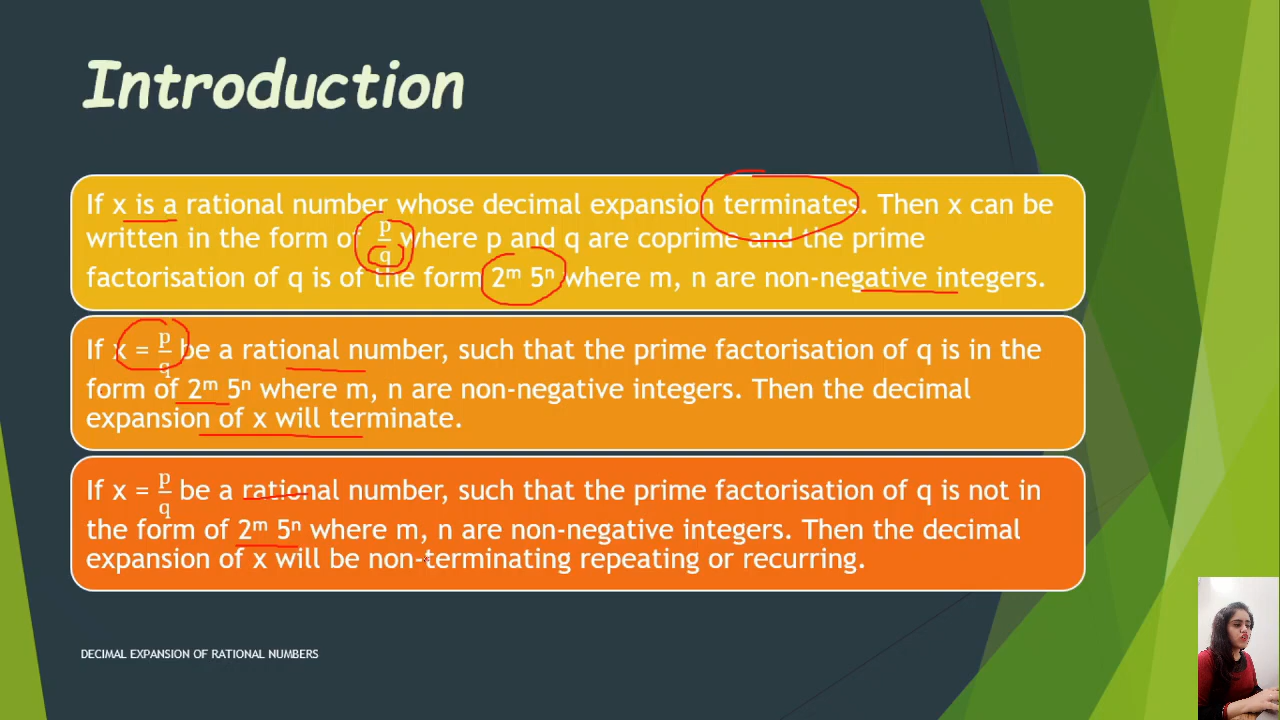 Introduction
If x is a rational number whose decimal expansion terminates. Then x can be
written in the form of p/q where p and q are coprime and the prime
factorisation of q is of the form 2ᵐ 5ⁿ where m, n are non-negative integers.
If x = p/q be a rational number, such that the prime factorisation of q is in the
form of 2ᵐ 5ⁿ where m, n are non-negative integers. Then the decimal
expansion of x will terminate.
If x = p/q be a rational number, such that the prime factorisation of q is not in
the form of 2ᵐ 5ⁿ where m, n are non-negative integers. Then the decimal
expansion of x will be non-terminating repeating or recurring.
DECIMAL EXPANSION OF RATIONAL NUMBERS